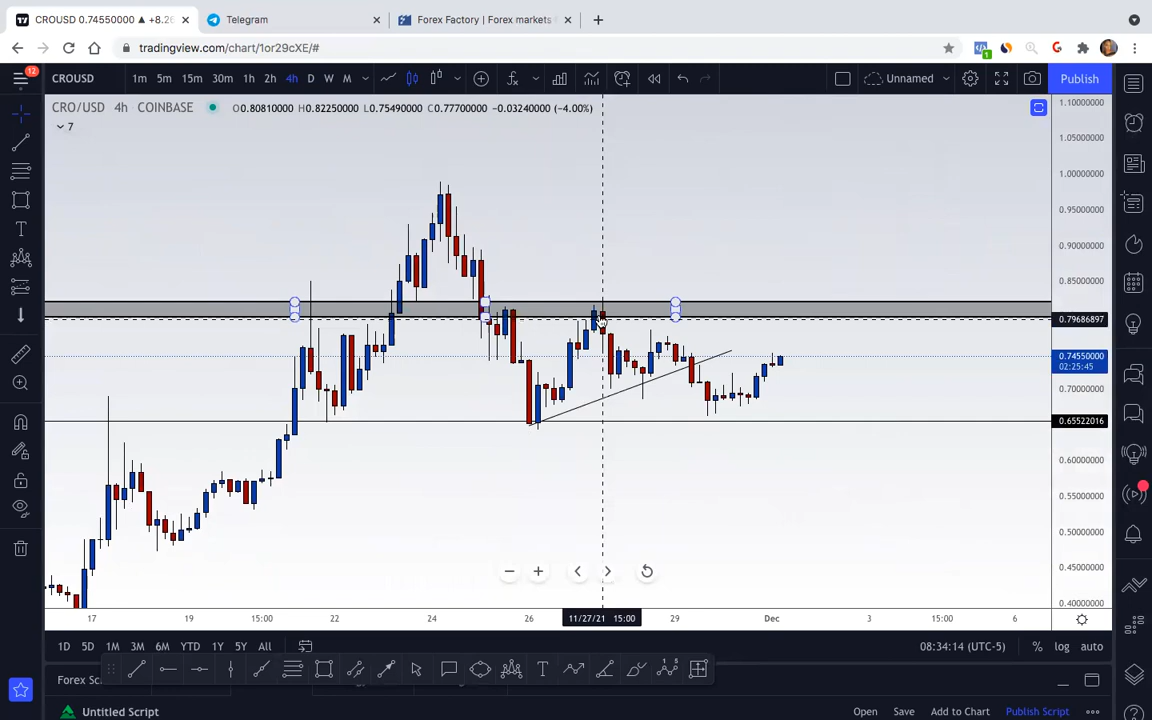 CROUSD 0.74550000 ▲ +8.26
Telegram
Forex Factory | Forex markets
tradingview.com/chart/1or29cXE/#
1
12
CROUSD
1m 5m 15m 30m 1h 2h 4h D W M
Unnamed
Publish
CRO/USD 4h COINBASE O0.80810000 H0.82250000 L0.75490000 C0.77700000 −0.03240000 (−4.00%)
7
1.10000000
1.05000000
1.00000000
0.95000000
0.90000000
0.85000000
0.79686897
0.74550000
02:25:45
0.70000000
0.65522016
0.60000000
0.55000000
0.50000000
0.45000000
0.40000000
17 19 15:00 22 24 26 11/27/21 15:00 29 Dec 3 15:00 6
1D 5D 1M 3M 6M YTD 1Y 5Y All
08:34:14 (UTC-5) % log auto
Forex Sc
Untitled Script
Open Save Add to Chart Publish Script